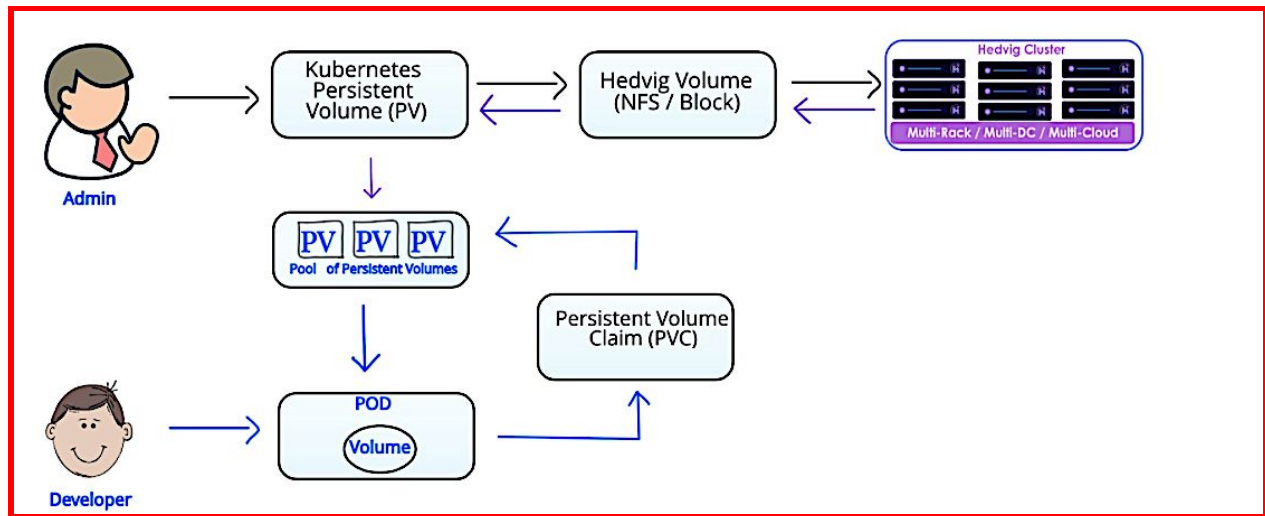 Kubernetes
Persistent
Volume (PV)
Hedvig Volume
(NFS / Block)
Hedvig Cluster
Multi-Rack / Multi-DC / Multi-Cloud
Admin
PV PV PV
Pool of Persistent Volumes
Persistent Volume
Claim (PVC)
POD
Volume
Developer